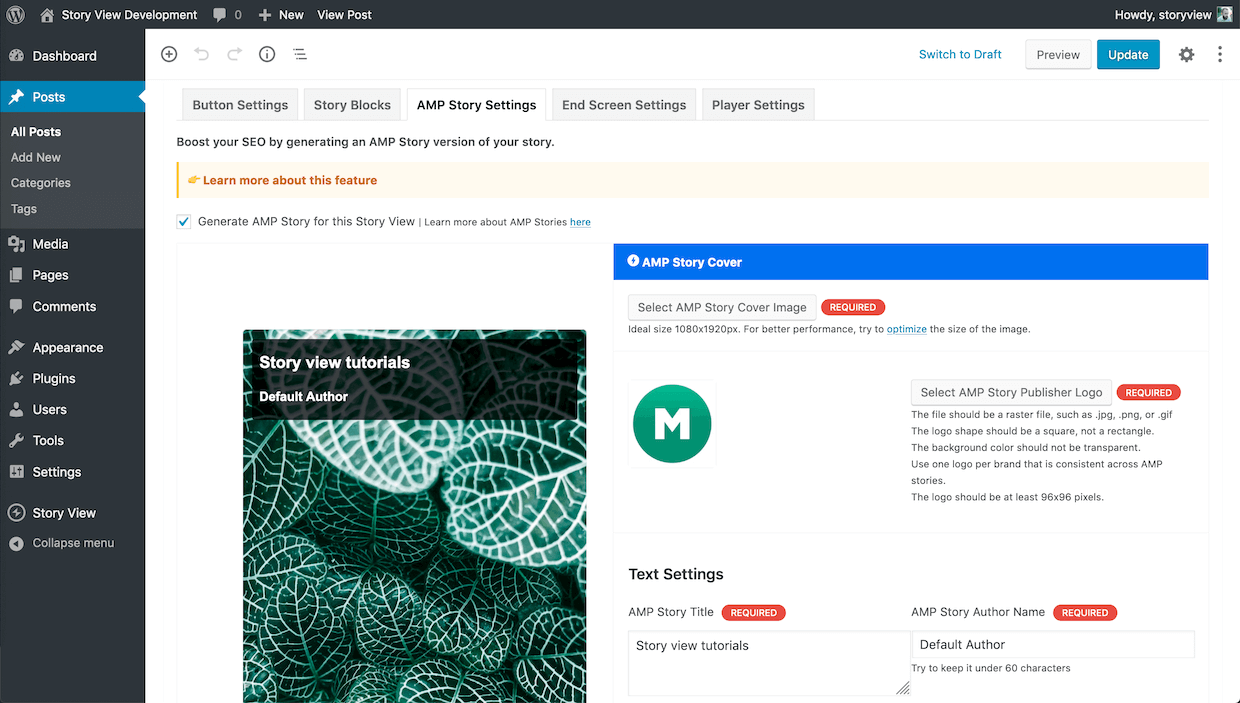 Story View Development 0 New View Post Howdy, storyview
Dashboard
Posts
All Posts
Add New
Categories
Tags
Media
Pages
Comments
Appearance
Plugins
Users
Tools
Settings
Story View
Collapse menu
Switch to Draft Preview Update
Button Settings Story Blocks AMP Story Settings End Screen Settings Player Settings
Boost your SEO by generating an AMP Story version of your story.
👉 Learn more about this feature
Generate AMP Story for this Story View | Learn more about AMP Stories here
Story view tutorials
Default Author
AMP Story Cover
Select AMP Story Cover Image REQUIRED
Ideal size 1080x1920px. For better performance, try to optimize the size of the image.
M
Select AMP Story Publisher Logo REQUIRED
The file should be a raster file, such as .jpg, .png, or .gif
The logo shape should be a square, not a rectangle.
The background color should not be transparent.
Use one logo per brand that is consistent across AMP
stories.
The logo should be at least 96x96 pixels.
Text Settings
AMP Story Title REQUIRED
Story view tutorials
AMP Story Author Name REQUIRED
Default Author
Try to keep it under 60 characters